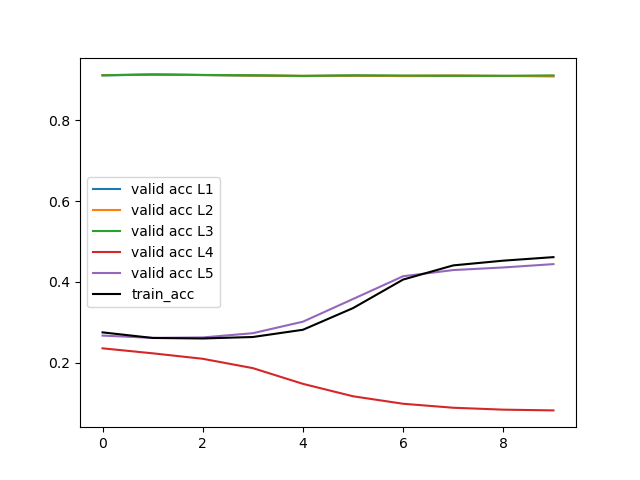 0.8
0.6
0.4
0.2
valid acc L1
valid acc L2
valid acc L3
valid acc L4
valid acc L5
train_acc
0 2 4 6 8